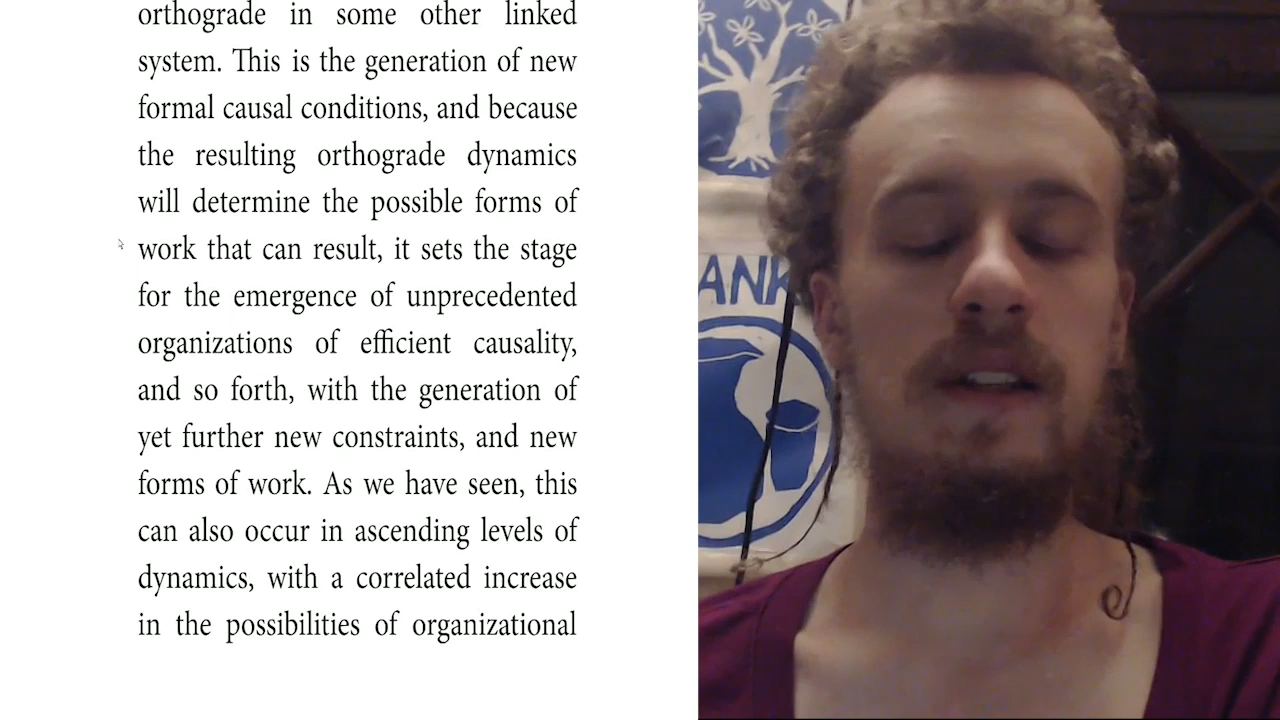 orthograde in some other linked
system. This is the generation of new
formal causal conditions, and because
the resulting orthograde dynamics
will determine the possible forms of
work that can result, it sets the stage
for the emergence of unprecedented
organizations of efficient causality,
and so forth, with the generation of
yet further new constraints, and new
forms of work. As we have seen, this
can also occur in ascending levels of
dynamics, with a correlated increase
in the possibilities of organizational
ANK